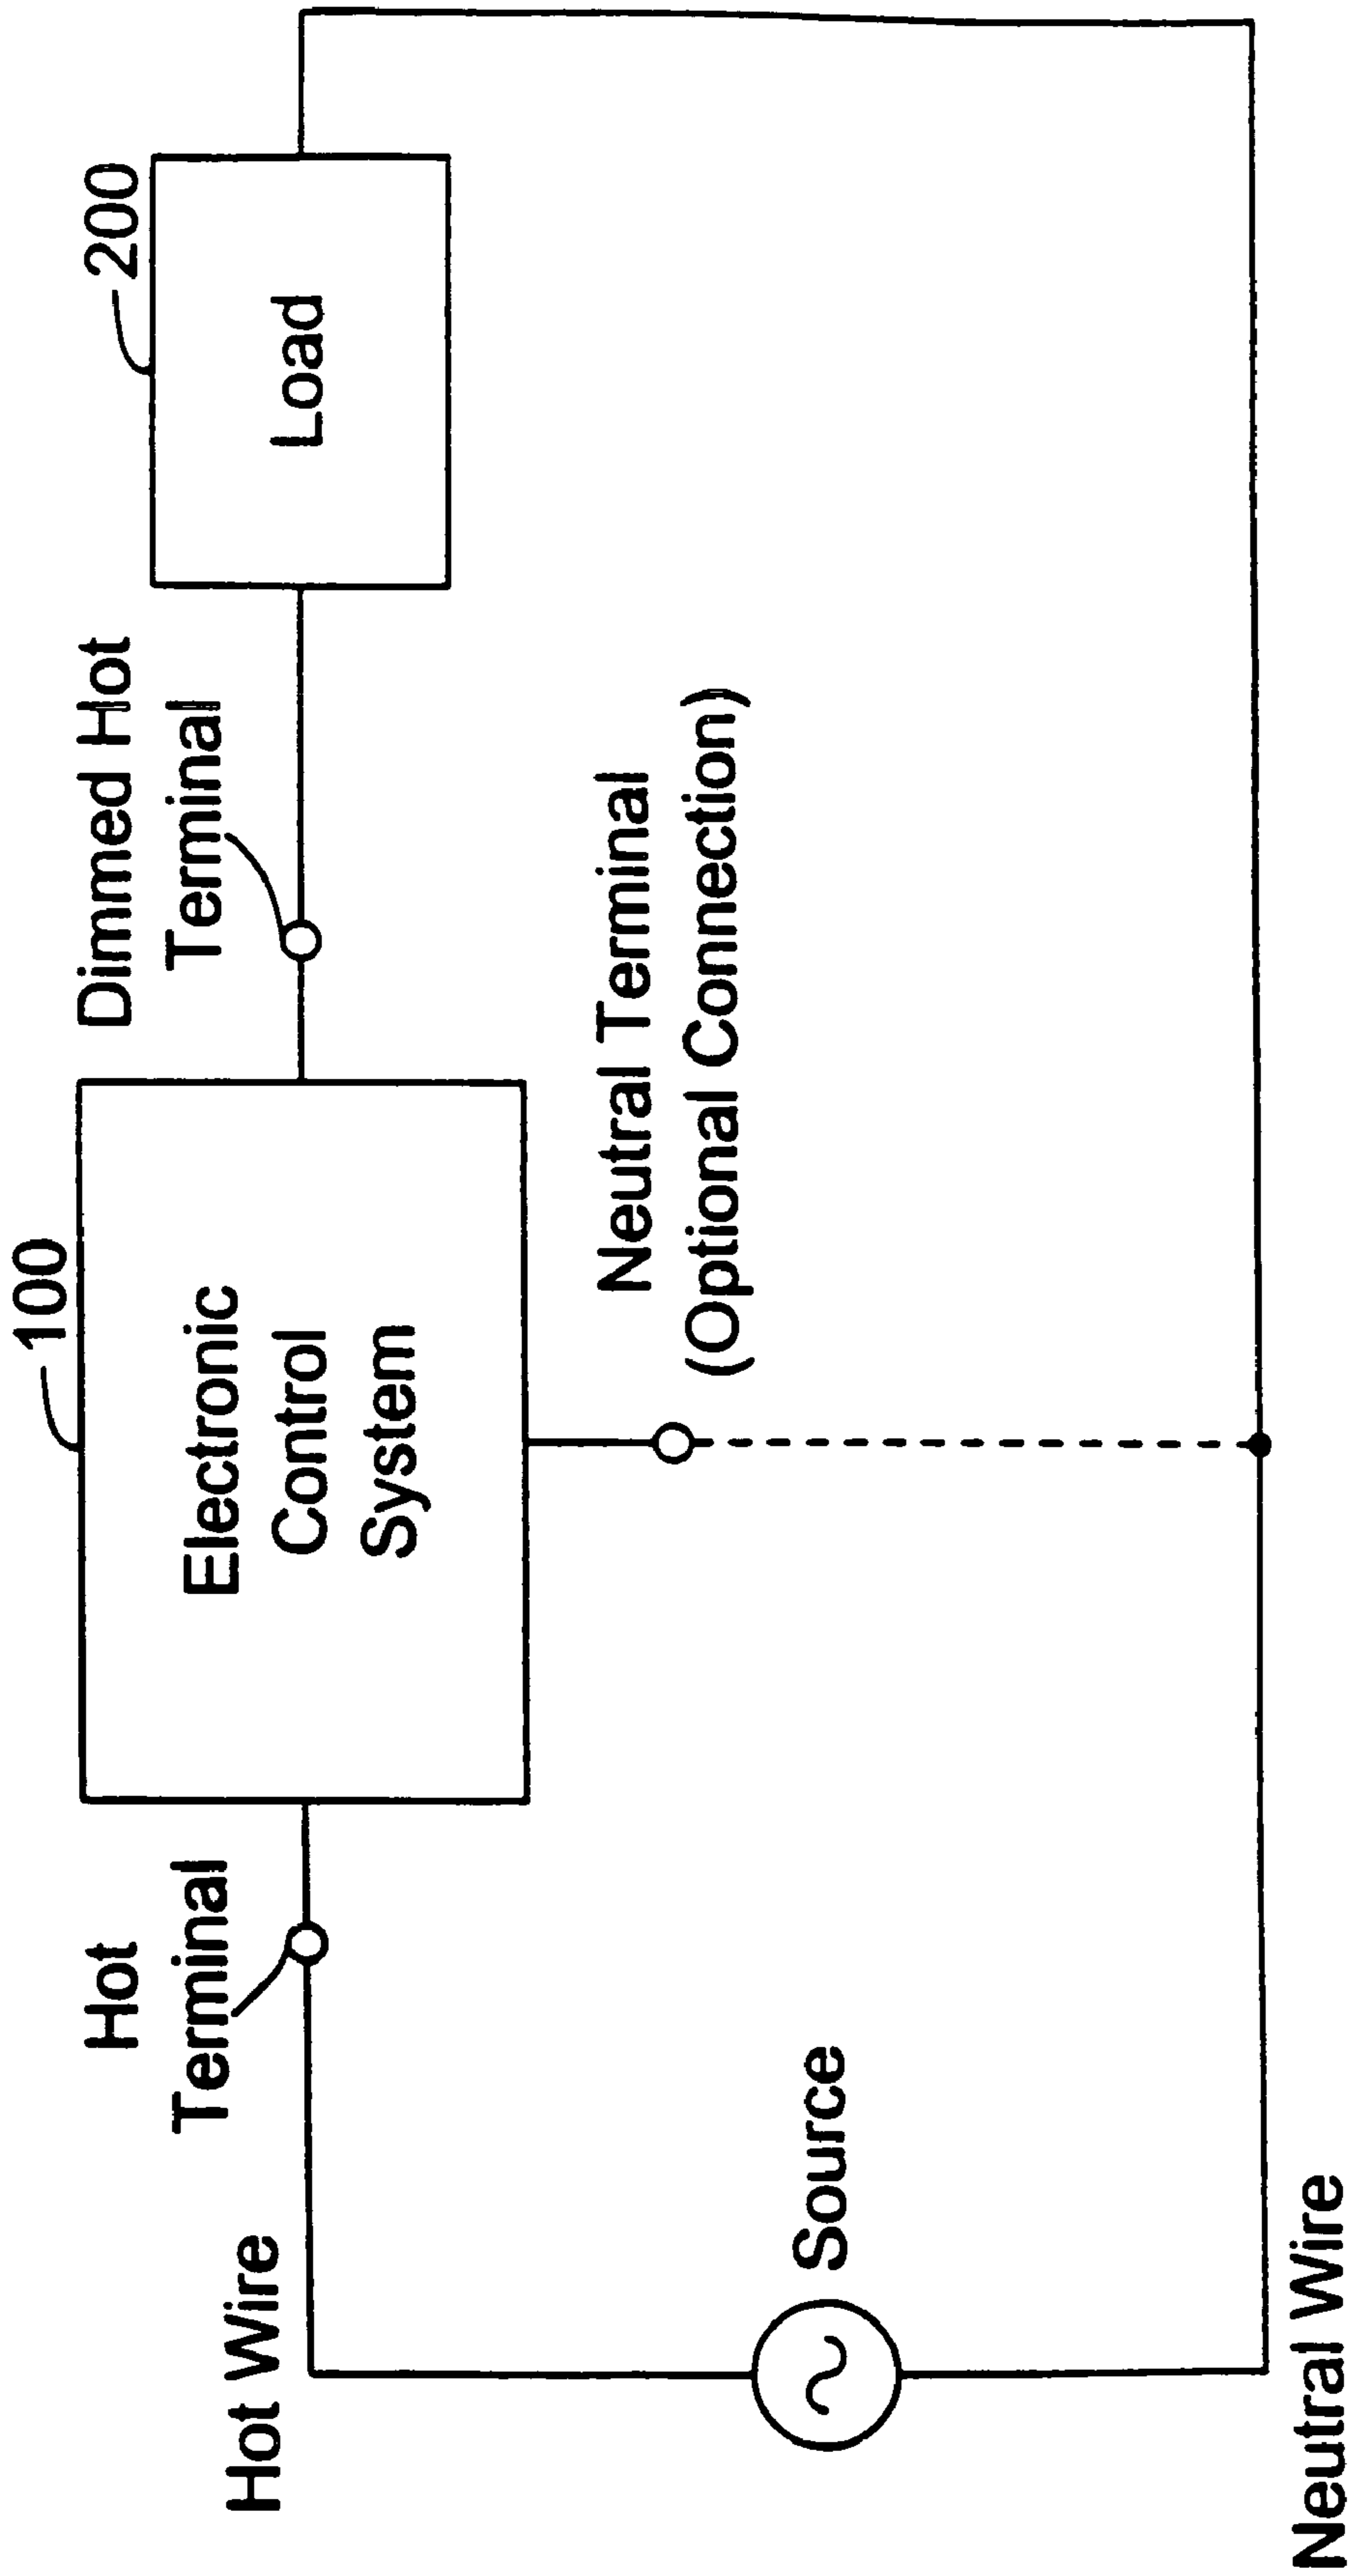 100
Electronic
Control
System
200
Load
Hot
Terminal
Dimmed Hot
Terminal
Hot Wire
Neutral Terminal
(Optional Connection)
Source
Neutral Wire